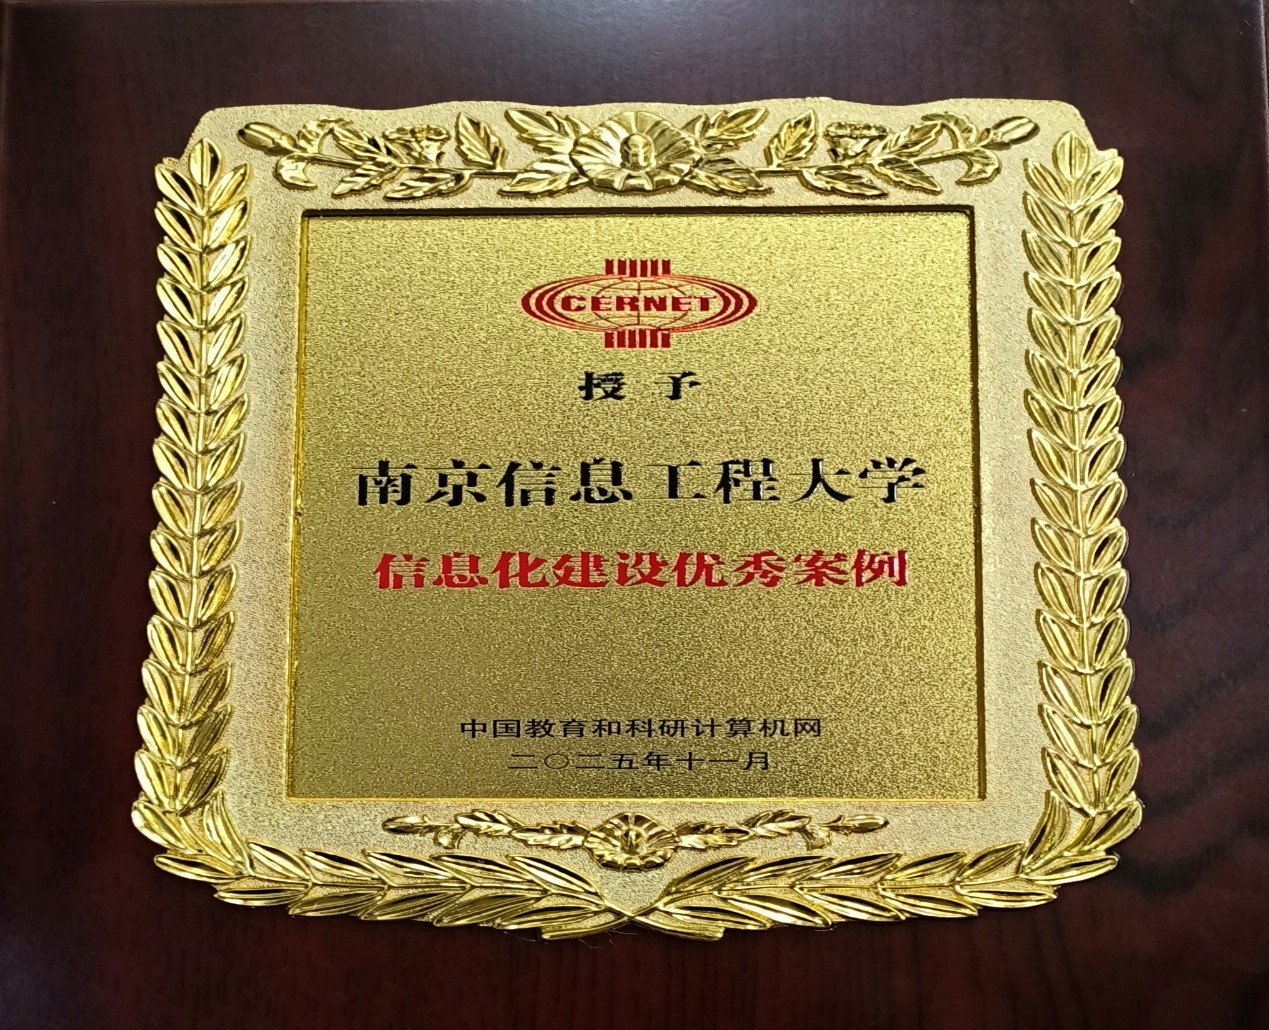 CERNET
授予
南京信息工程大学
信息化建设优秀案例
中国教育和科研计算机网
二〇二五年十一月